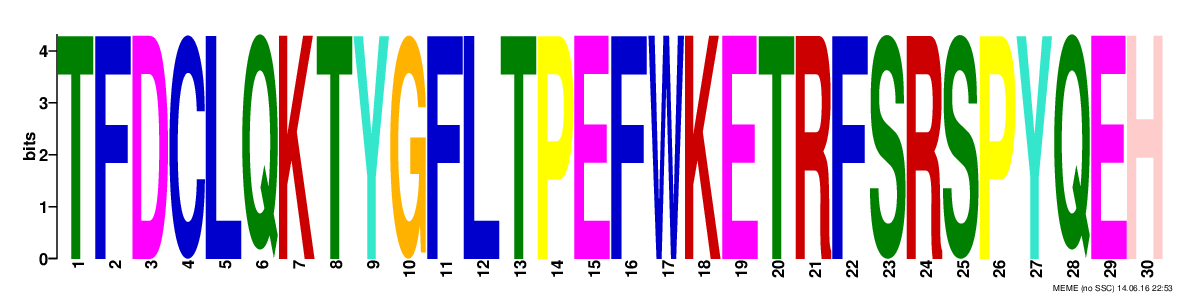 bits
4
3
2
1
0
TFDCLQKTYGFLTPEFWKETRFSRSPYQEH
1 2 3 4 5 6 7 8 9 10 11 12 13 14 15 16 17 18 19 20 21 22 23 24 25 26 27 28 29 30
MEME (no SSC) 14.06.16 22:53